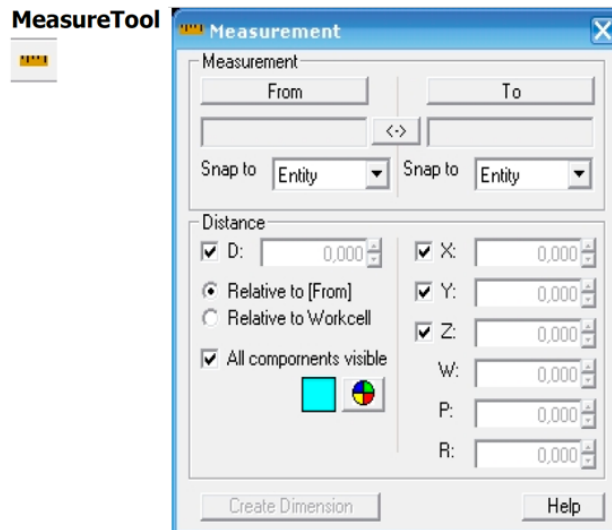 MeasureTool
Measurement
Measurement
From To
<->
Snap to Entity Snap to Entity
Distance
D: 0,000 X: 0,000
Relative to [From] Y: 0,000
Relative to Workcell Z: 0,000
All compornents visible W: 0,000
P: 0,000
R: 0,000
Create Dimension Help